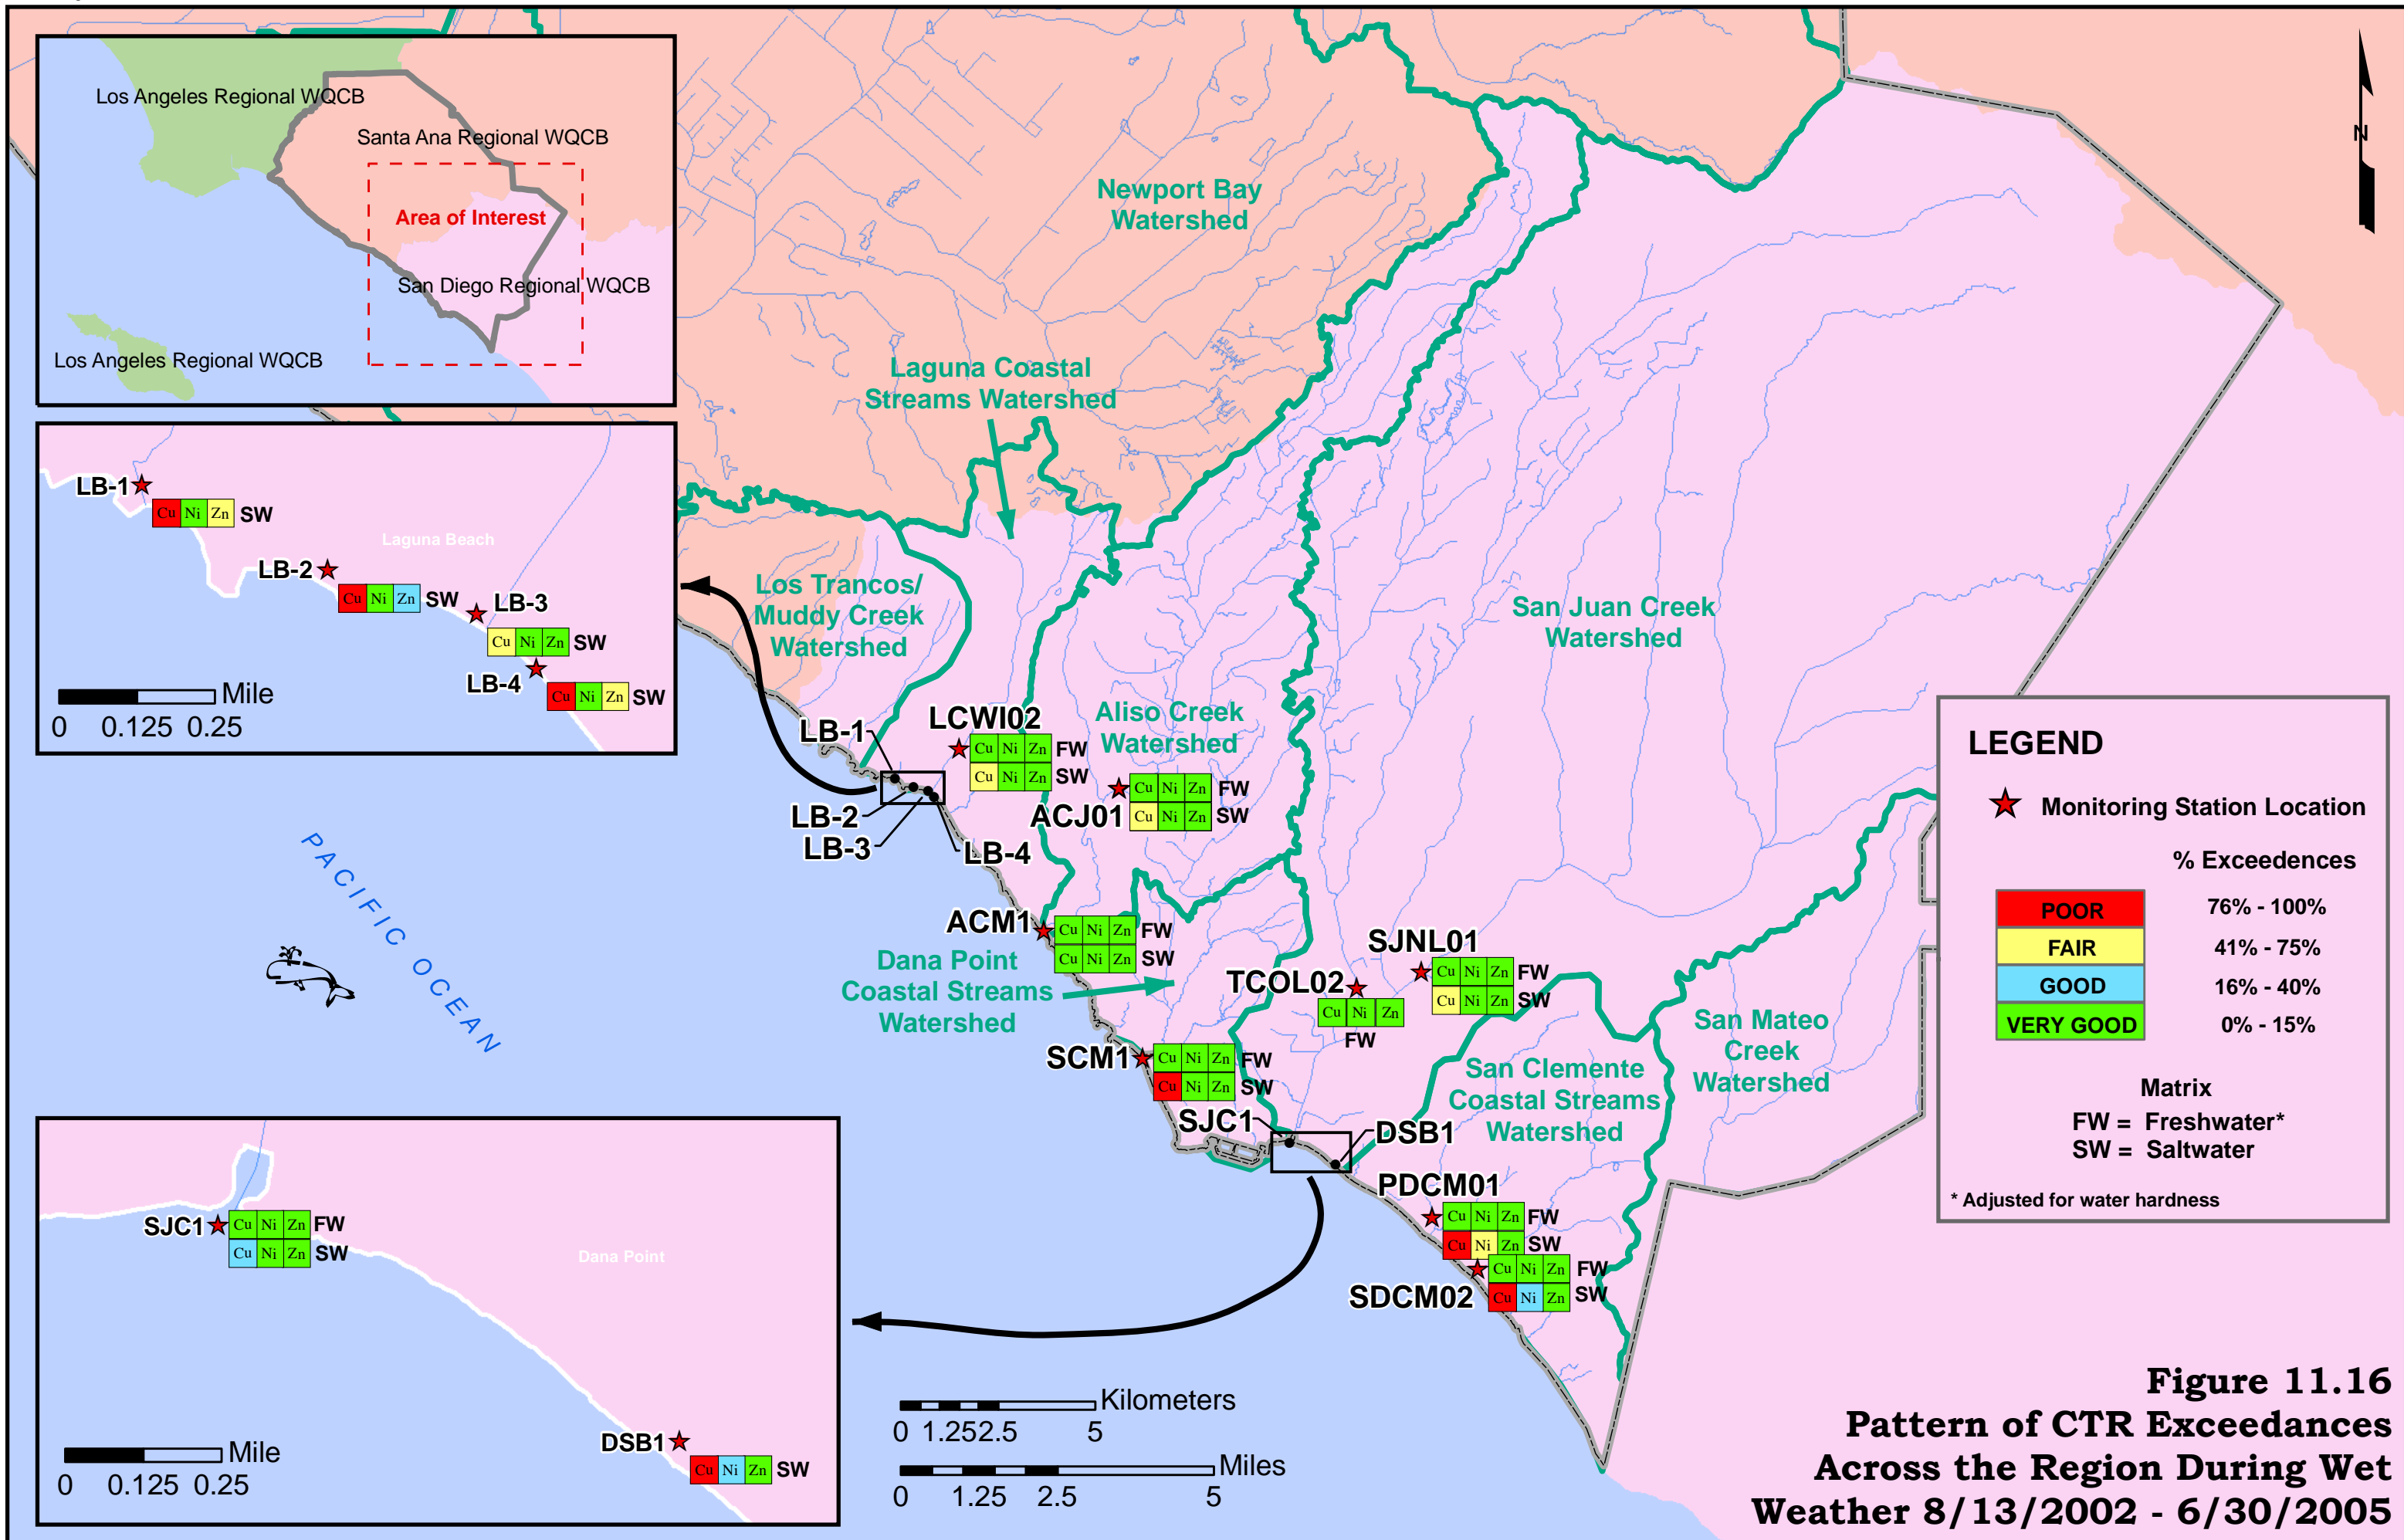 Los Angeles Regional WQCB
Santa Ana Regional WQCB
Area of Interest
San Diego Regional WQCB
Los Angeles Regional WQCB
N
Newport Bay
Watershed
Laguna Coastal
Streams Watershed
LB-1
Cu Ni Zn SW
Laguna Beach
LB-2
Cu Ni Zn SW
LB-3
Cu Ni Zn SW
LB-4
Cu Ni Zn SW
Mile
0 0.125 0.25
Los Trancos/
Muddy Creek
Watershed
San Juan Creek
Watershed
Aliso Creek
Watershed
LB-1
LCWI02
Cu Ni Zn FW
Cu Ni Zn SW
LB-2
LB-3
LB-4
ACJ01
Cu Ni Zn FW
Cu Ni Zn SW
PACIFIC OCEAN
ACM1
Cu Ni Zn FW
Cu Ni Zn SW
Dana Point
Coastal Streams
Watershed
SJNL01
Cu Ni Zn FW
Cu Ni Zn SW
TCOL02
Cu Ni Zn
FW
SCM1
Cu Ni Zn FW
Cu Ni Zn SW
San Mateo
Creek
Watershed
San Clemente
Coastal Streams
Watershed
SJC1
DSB1
PDCM01
Cu Ni Zn FW
Cu Ni Zn SW
SDCM02
Cu Ni Zn FW
Cu Ni Zn SW
LEGEND
Monitoring Station Location
% Exceedences
POOR 76% - 100%
FAIR 41% - 75%
GOOD 16% - 40%
VERY GOOD 0% - 15%
Matrix
FW = Freshwater*
SW = Saltwater
* Adjusted for water hardness
SJC1
Cu Ni Zn FW
Cu Ni Zn SW
Dana Point
DSB1
Cu Ni Zn SW
Mile
0 0.125 0.25
Kilometers
0 1.25 2.5 5
Miles
0 1.25 2.5 5
Figure 11.16
Pattern of CTR Exceedances
Across the Region During Wet
Weather 8/13/2002 - 6/30/2005